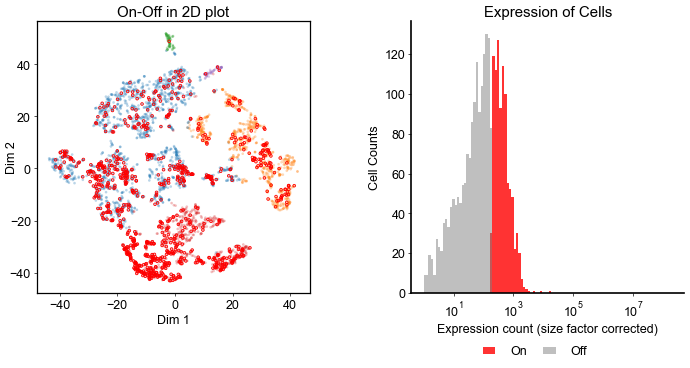 On-Off in 2D plot
Dim 2
40
20
0
−20
−40
−40 −20 0 20 40
Dim 1
Expression of Cells
Cell Counts
120
100
80
60
40
20
0
10^1 10^3 10^5 10^7
Expression count (size factor corrected)
On Off